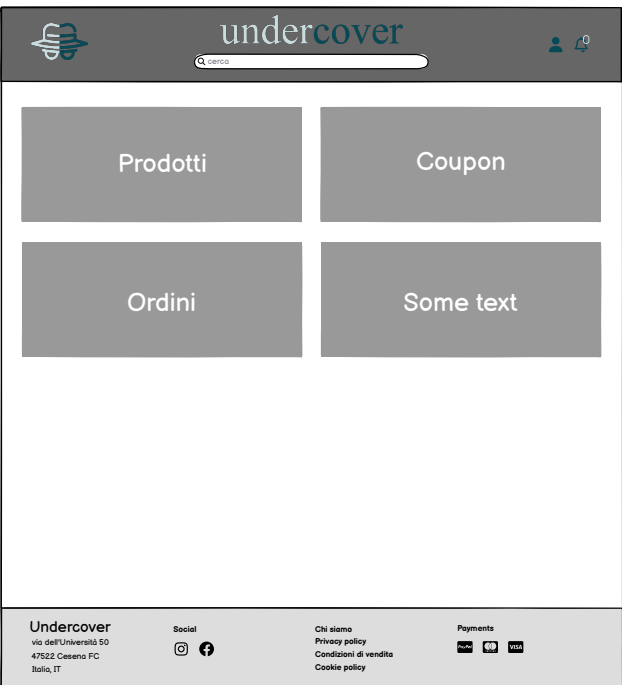 undercover
cerca
0
Prodotti
Coupon
Ordini
Some text
Undercover
via dell'Università 50
47522 Cesena FC
Italia, IT
Social
Chi siamo
Privacy policy
Condizioni di vendita
Cookie policy
Payments
PayPal
VISA